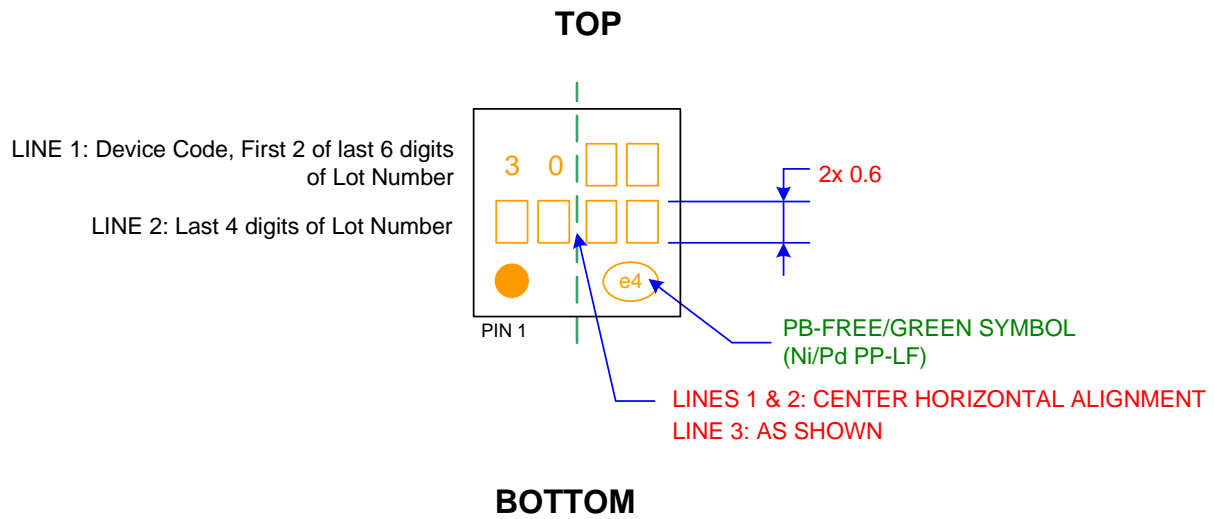 TOP
LINE 1: Device Code, First 2 of last 6 digits
of Lot Number
3 0
2x 0.6
LINE 2: Last 4 digits of Lot Number
e4
PIN 1
PB-FREE/GREEN SYMBOL
(Ni/Pd PP-LF)
LINES 1 & 2: CENTER HORIZONTAL ALIGNMENT
LINE 3: AS SHOWN
BOTTOM